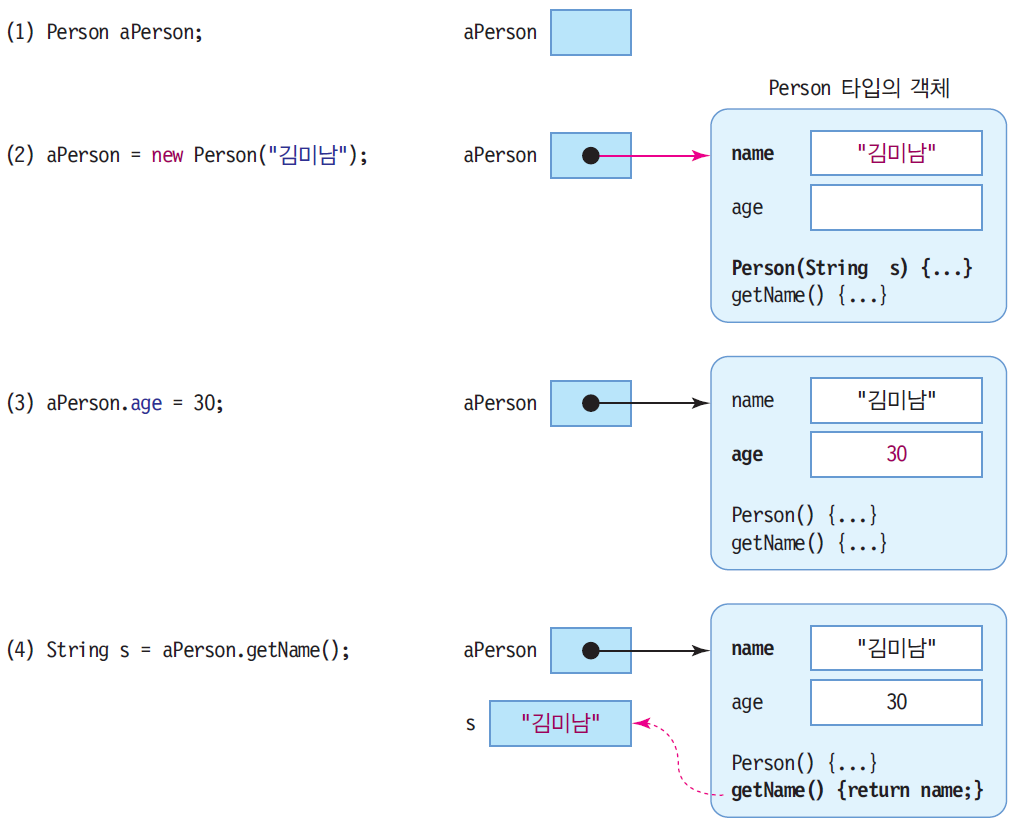 (1) Person aPerson;
aPerson
Person 타입의 객체
(2) aPerson = new Person("김미남");
aPerson
name "김미남"
age
Person(String s) {...}
getName() {...}
(3) aPerson.age = 30;
aPerson
name "김미남"
age 30
Person() {...}
getName() {...}
(4) String s = aPerson.getName();
aPerson
name "김미남"
s "김미남"
age 30
Person() {...}
getName() {return name;}